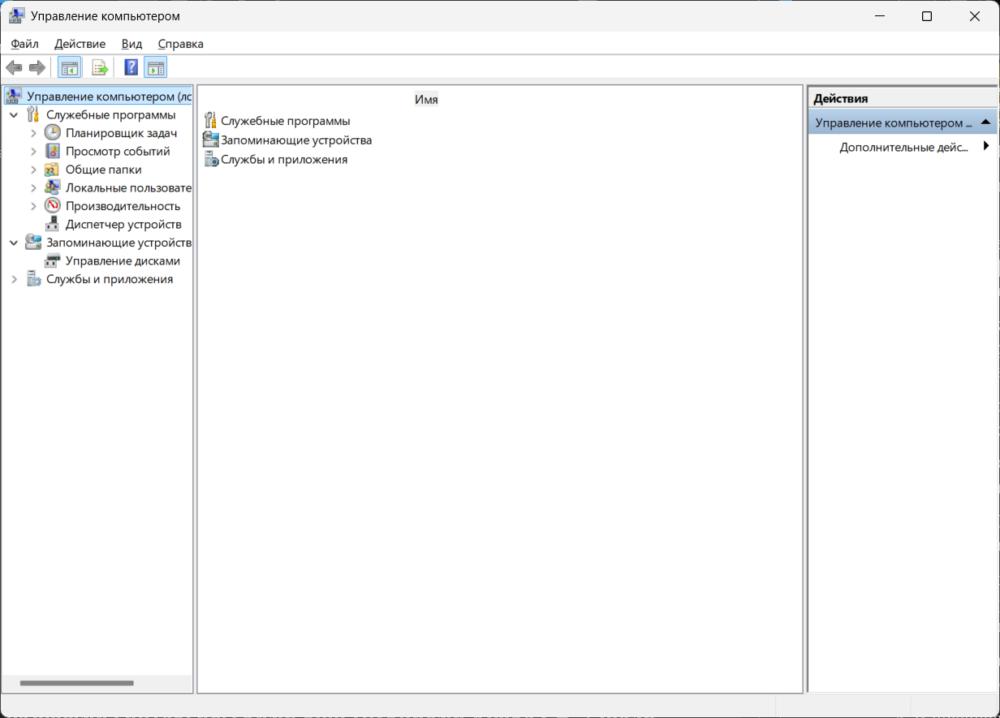 Управление компьютером
Файл Действие Вид Справка
Управление компьютером (лс
Служебные программы
Планировщик задач
Просмотр событий
Общие папки
Локальные пользовате
Производительность
Диспетчер устройств
Запоминающие устройств
Управление дисками
Службы и приложения
Имя
Служебные программы
Запоминающие устройства
Службы и приложения
Действия
Управление компьютером ...
Дополнительные дейс...